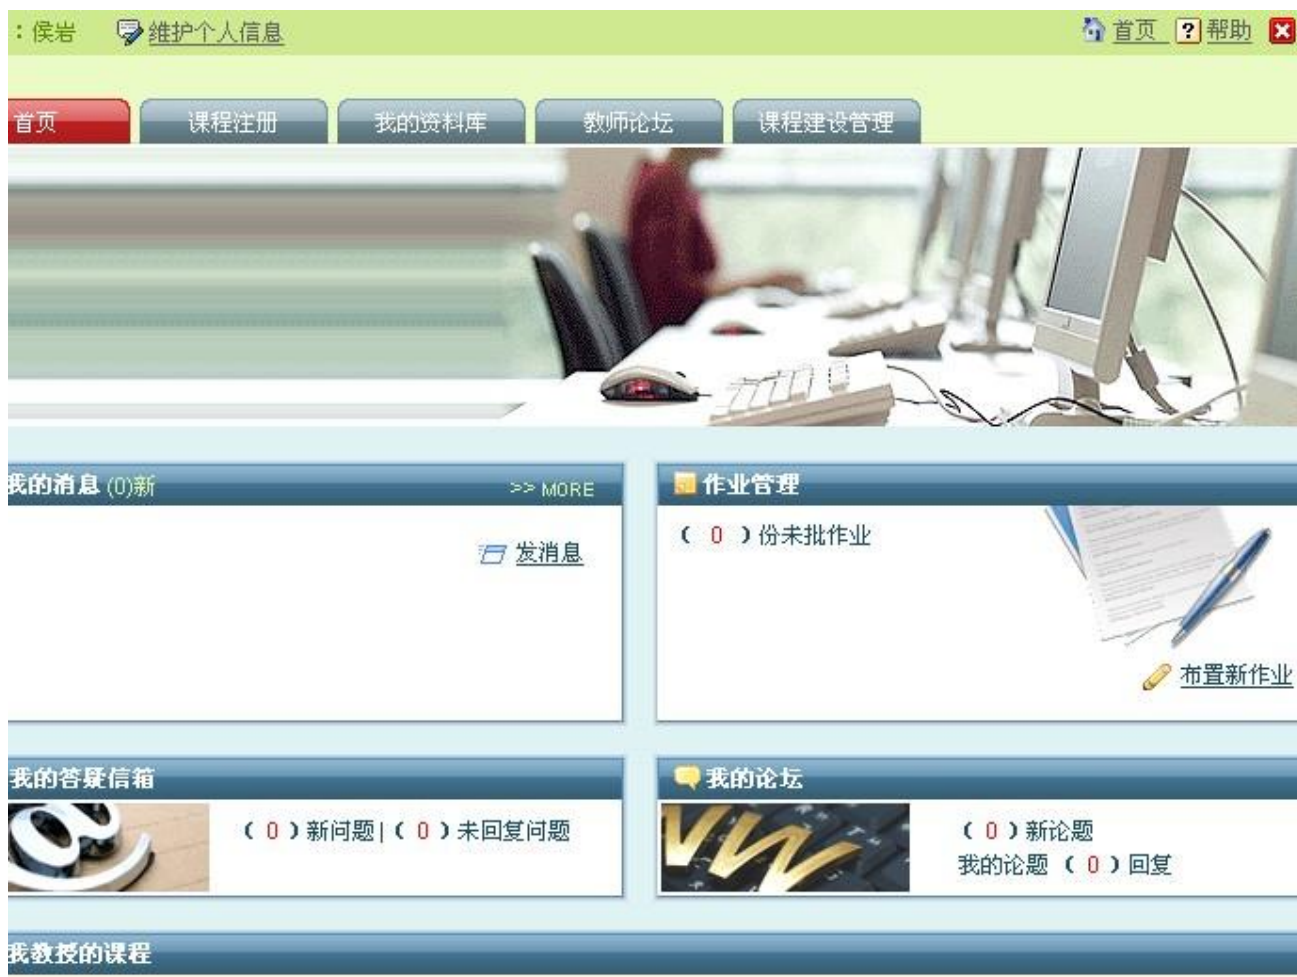 ：侯岩 维护个人信息 首页 ? 帮助
首页 课程注册 我的资料库 教师论坛 课程建设管理
我的消息 (0)新 >> MORE
发消息
作业管理
( 0 )份未批作业
布置新作业
我的答疑信箱
( 0 )新问题|( 0 )未回复问题
我的论坛
( 0 )新论题
我的论题 ( 0 )回复
我教授的课程